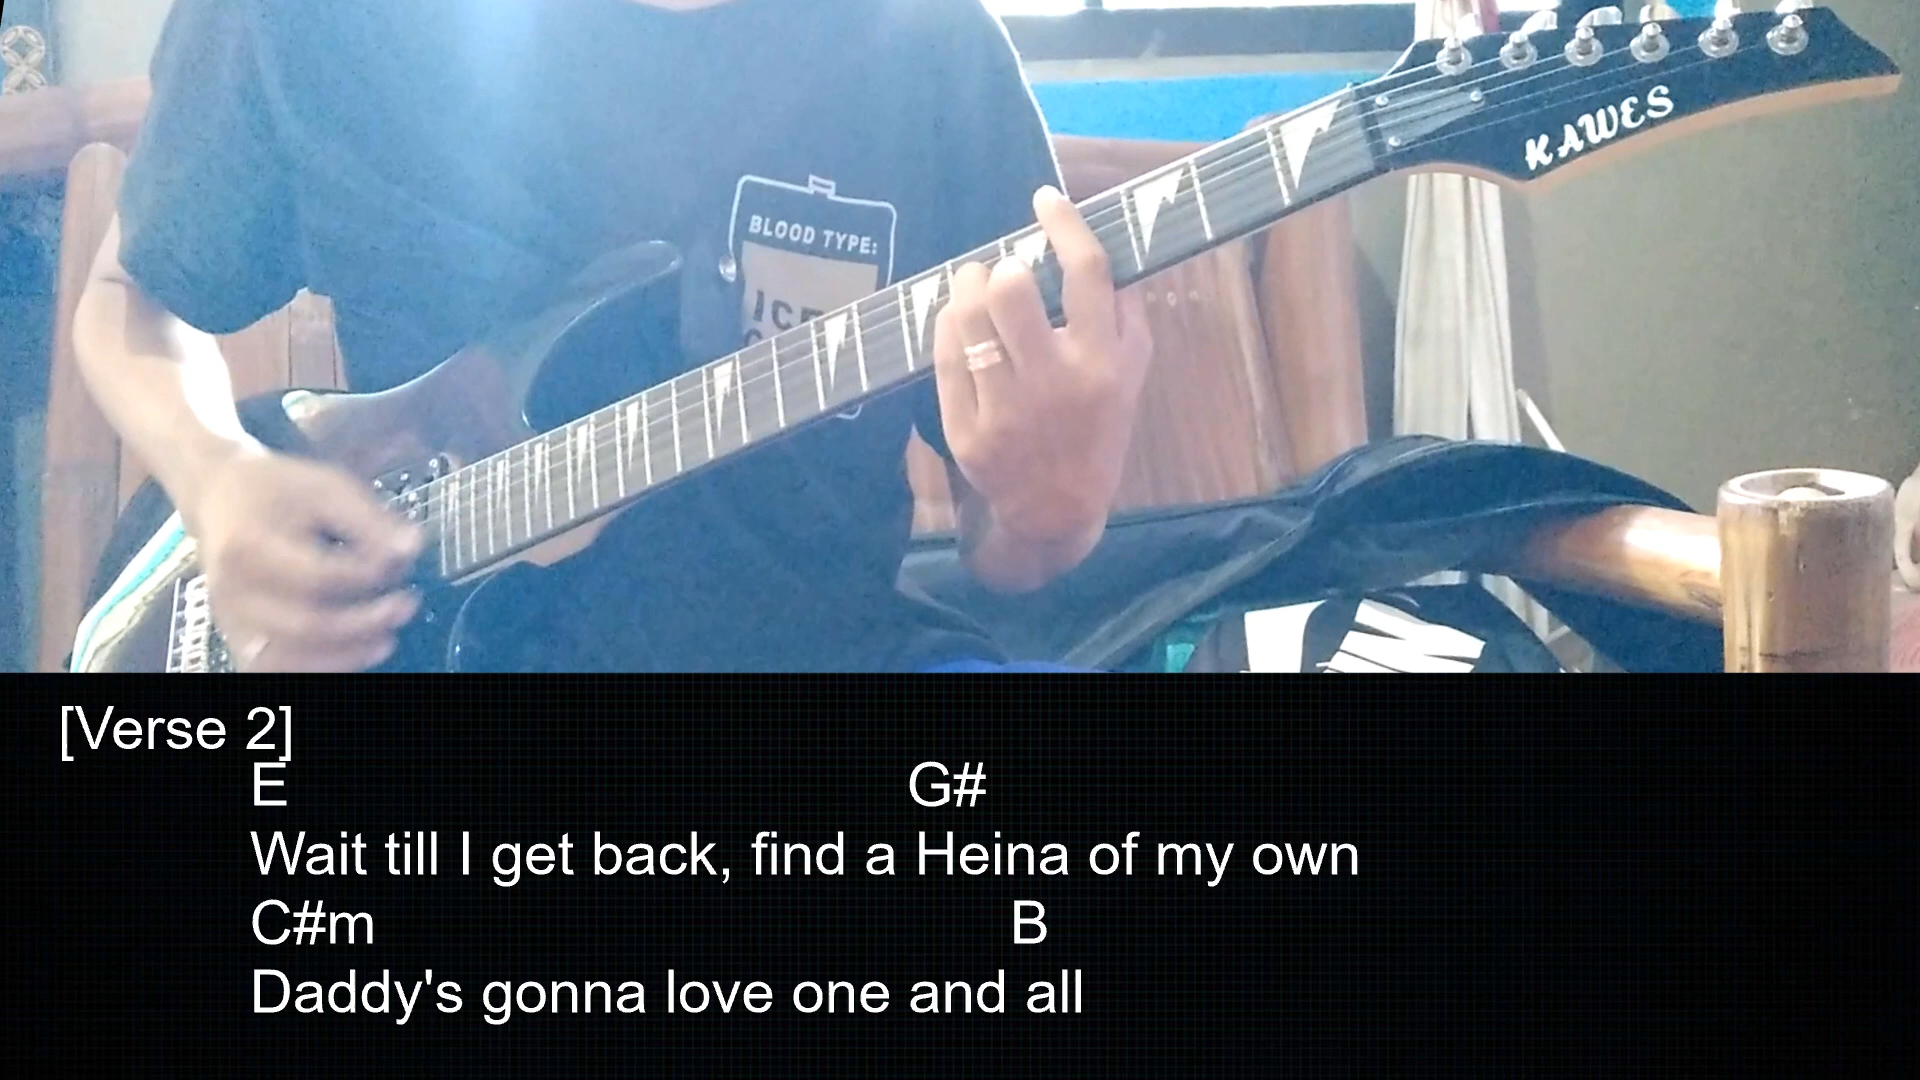 KAWES
BLOOD TYPE:
ICE
[Verse 2]
E G#
Wait till I get back, find a Heina of my own
C#m B
Daddy's gonna love one and all